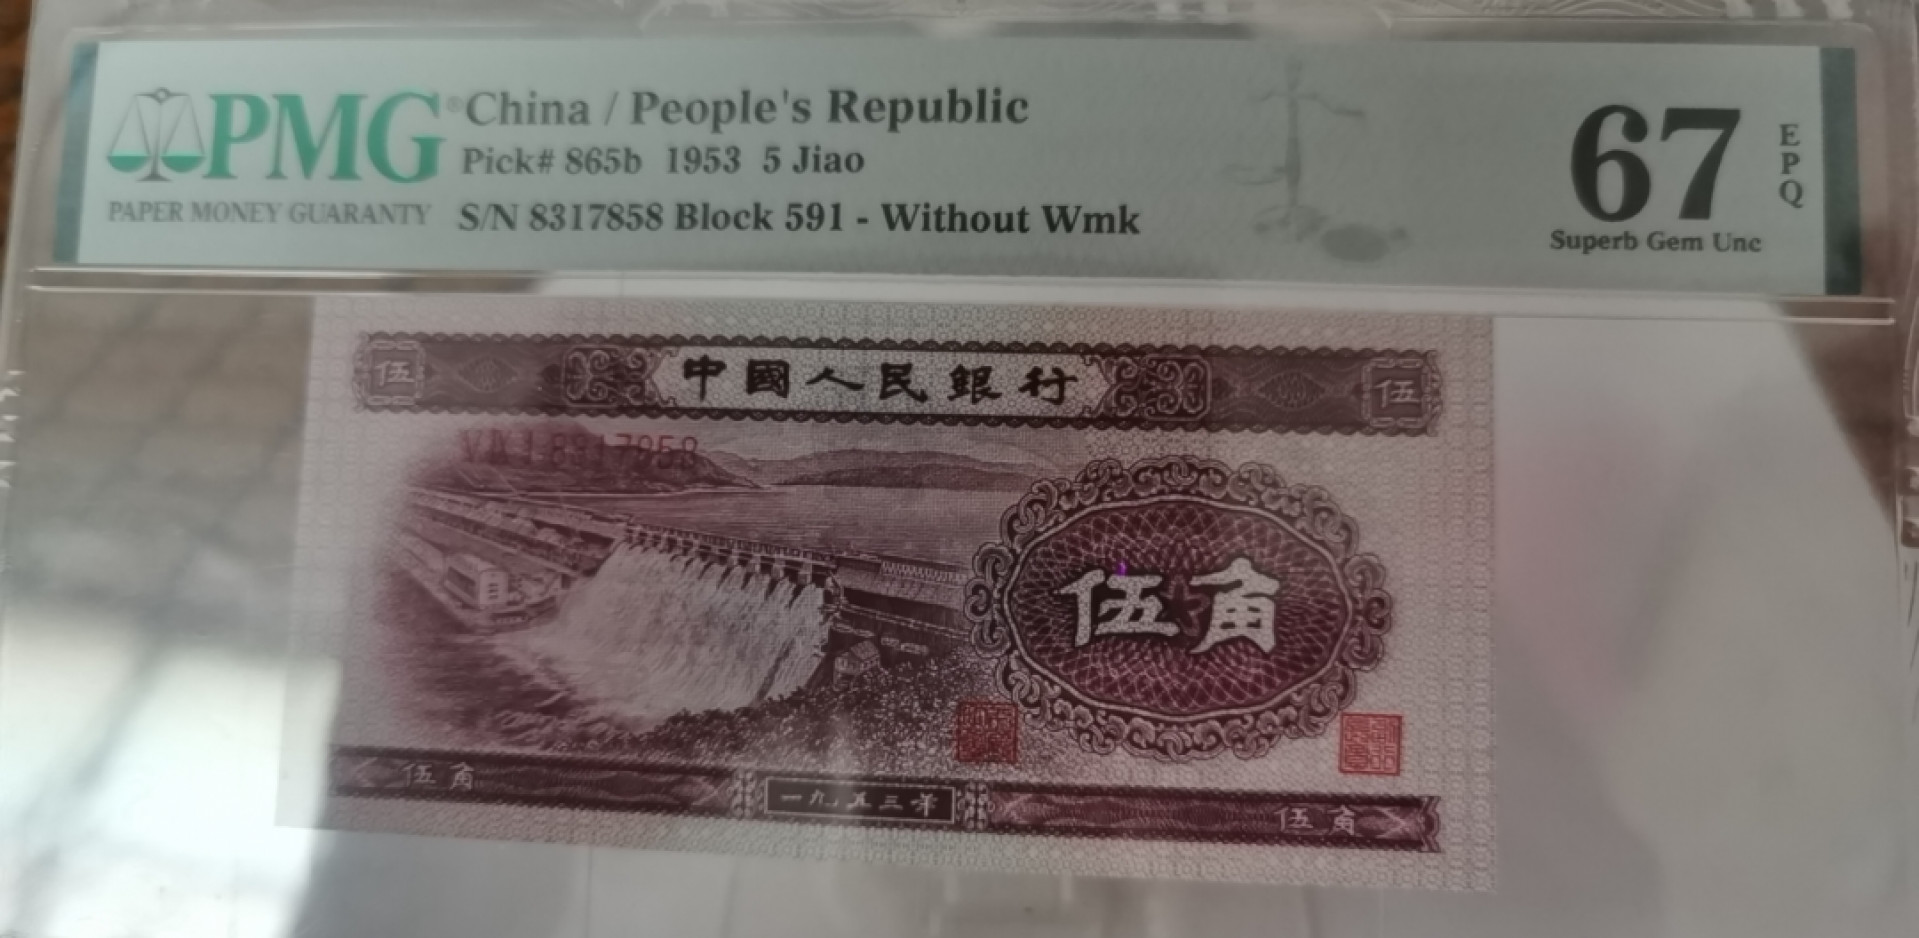 PMG® China / People's Republic
Pick# 865b 1953 5 Jiao
PAPER MONEY GUARANTY S/N 8317858 Block 591 - Without Wmk
67
EPQ
Superb Gem Unc
伍 中國人民銀行 伍
8317858
伍角
伍角
一九五三年
伍角